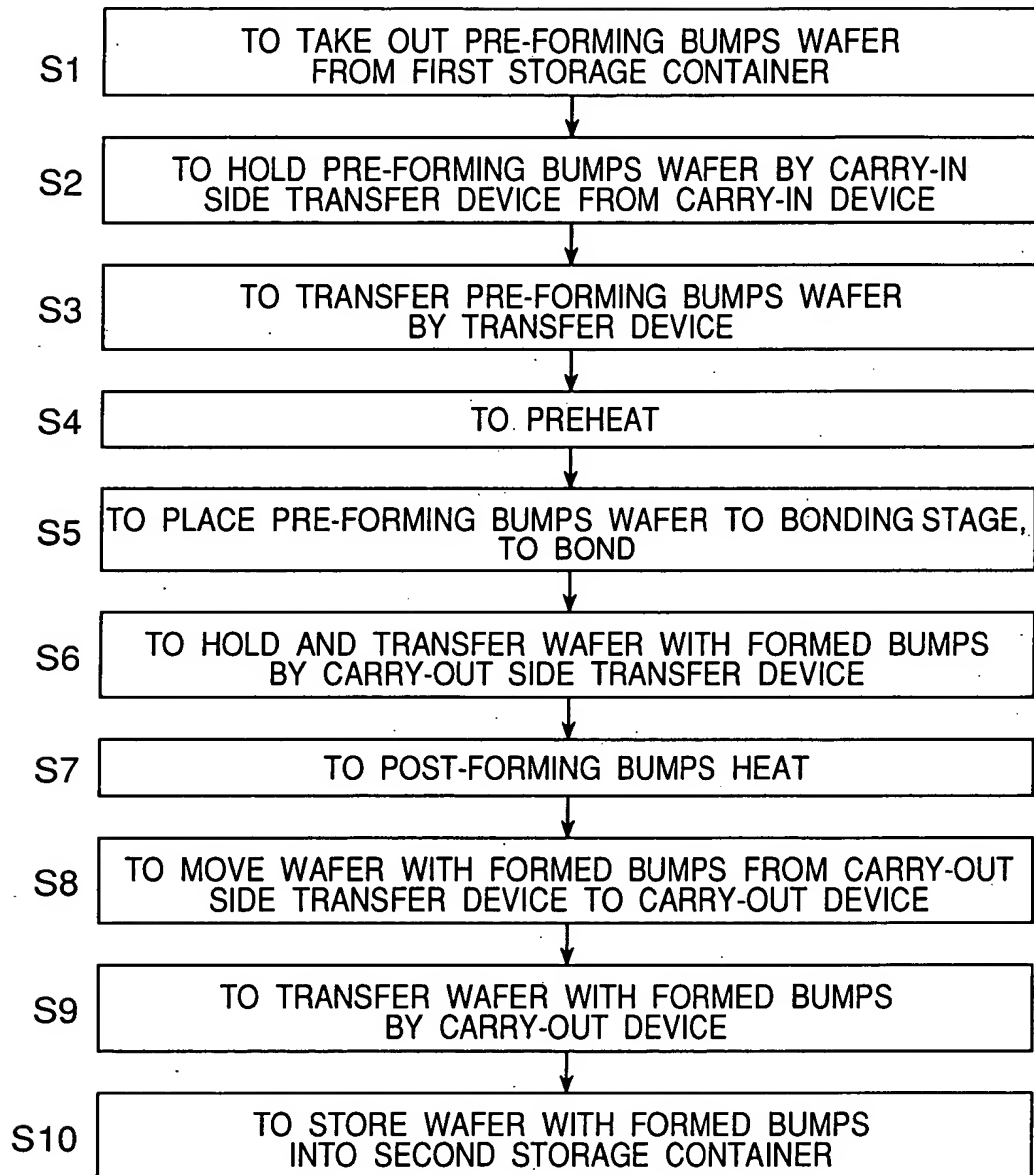 S1
TO TAKE OUT PRE-FORMING BUMPS WAFER
FROM FIRST STORAGE CONTAINER
S2
TO HOLD PRE-FORMING BUMPS WAFER BY CARRY-IN
SIDE TRANSFER DEVICE FROM CARRY-IN DEVICE
S3
TO TRANSFER PRE-FORMING BUMPS WAFER
BY TRANSFER DEVICE
S4
TO PREHEAT
S5
TO PLACE PRE-FORMING BUMPS WAFER TO BONDING STAGE,
TO BOND
S6
TO HOLD AND TRANSFER WAFER WITH FORMED BUMPS
BY CARRY-OUT SIDE TRANSFER DEVICE
S7
TO POST-FORMING BUMPS HEAT
S8
TO MOVE WAFER WITH FORMED BUMPS FROM CARRY-OUT
SIDE TRANSFER DEVICE TO CARRY-OUT DEVICE
S9
TO TRANSFER WAFER WITH FORMED BUMPS
BY CARRY-OUT DEVICE
S10
TO STORE WAFER WITH FORMED BUMPS
INTO SECOND STORAGE CONTAINER